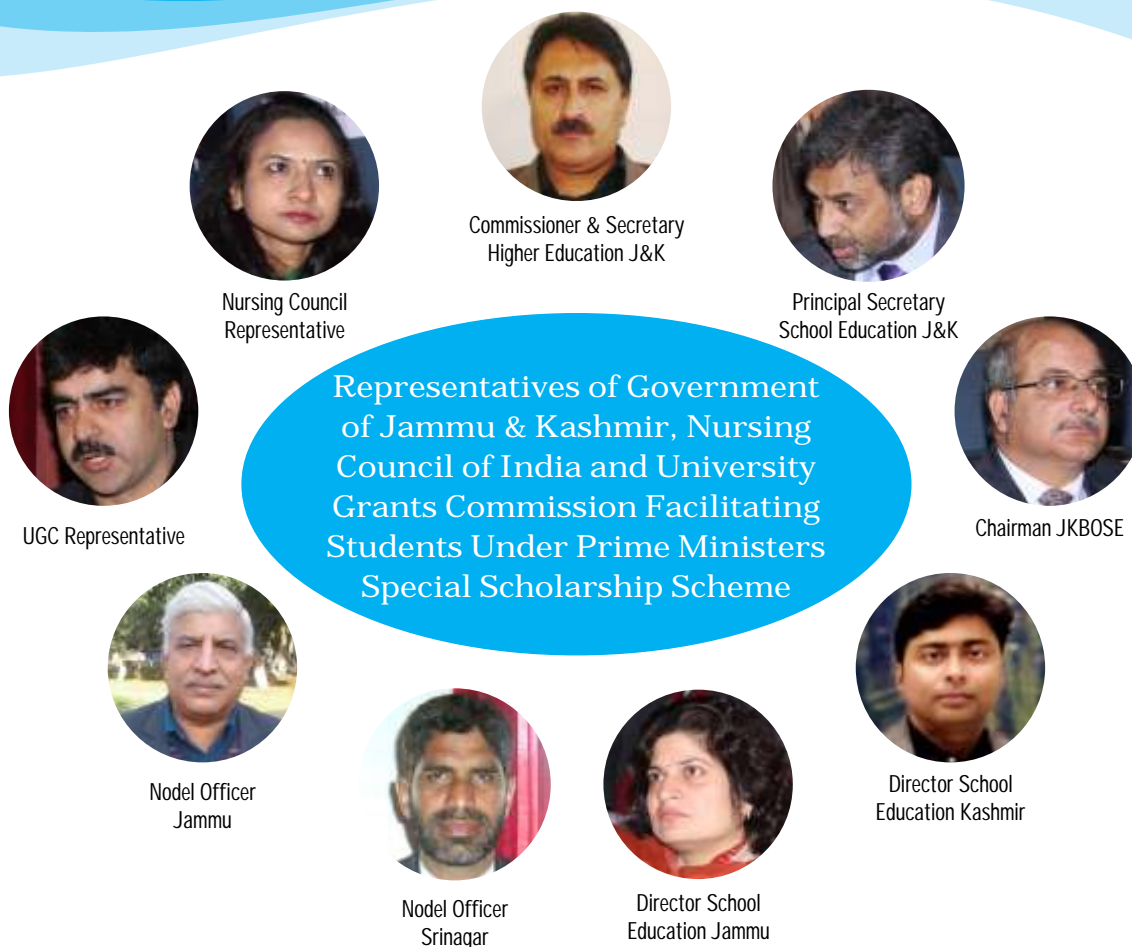 Commissioner & Secretary
Higher Education J&K
Nursing Council
Representative
Principal Secretary
School Education J&K
UGC Representative
Representatives of Government
of Jammu & Kashmir, Nursing
Council of India and University
Grants Commission Facilitating
Students Under Prime Ministers
Special Scholarship Scheme
Chairman JKBOSE
Nodel Officer
Jammu
Director School
Education Kashmir
Nodel Officer
Srinagar
Director School
Education Jammu